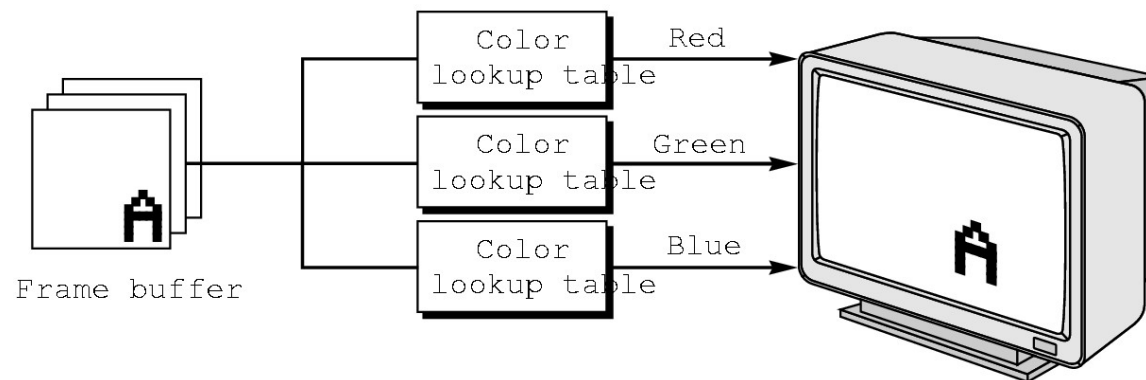 Color
lookup table
Red
Color
lookup table
Green
Color
lookup table
Blue
Frame buffer
A
A